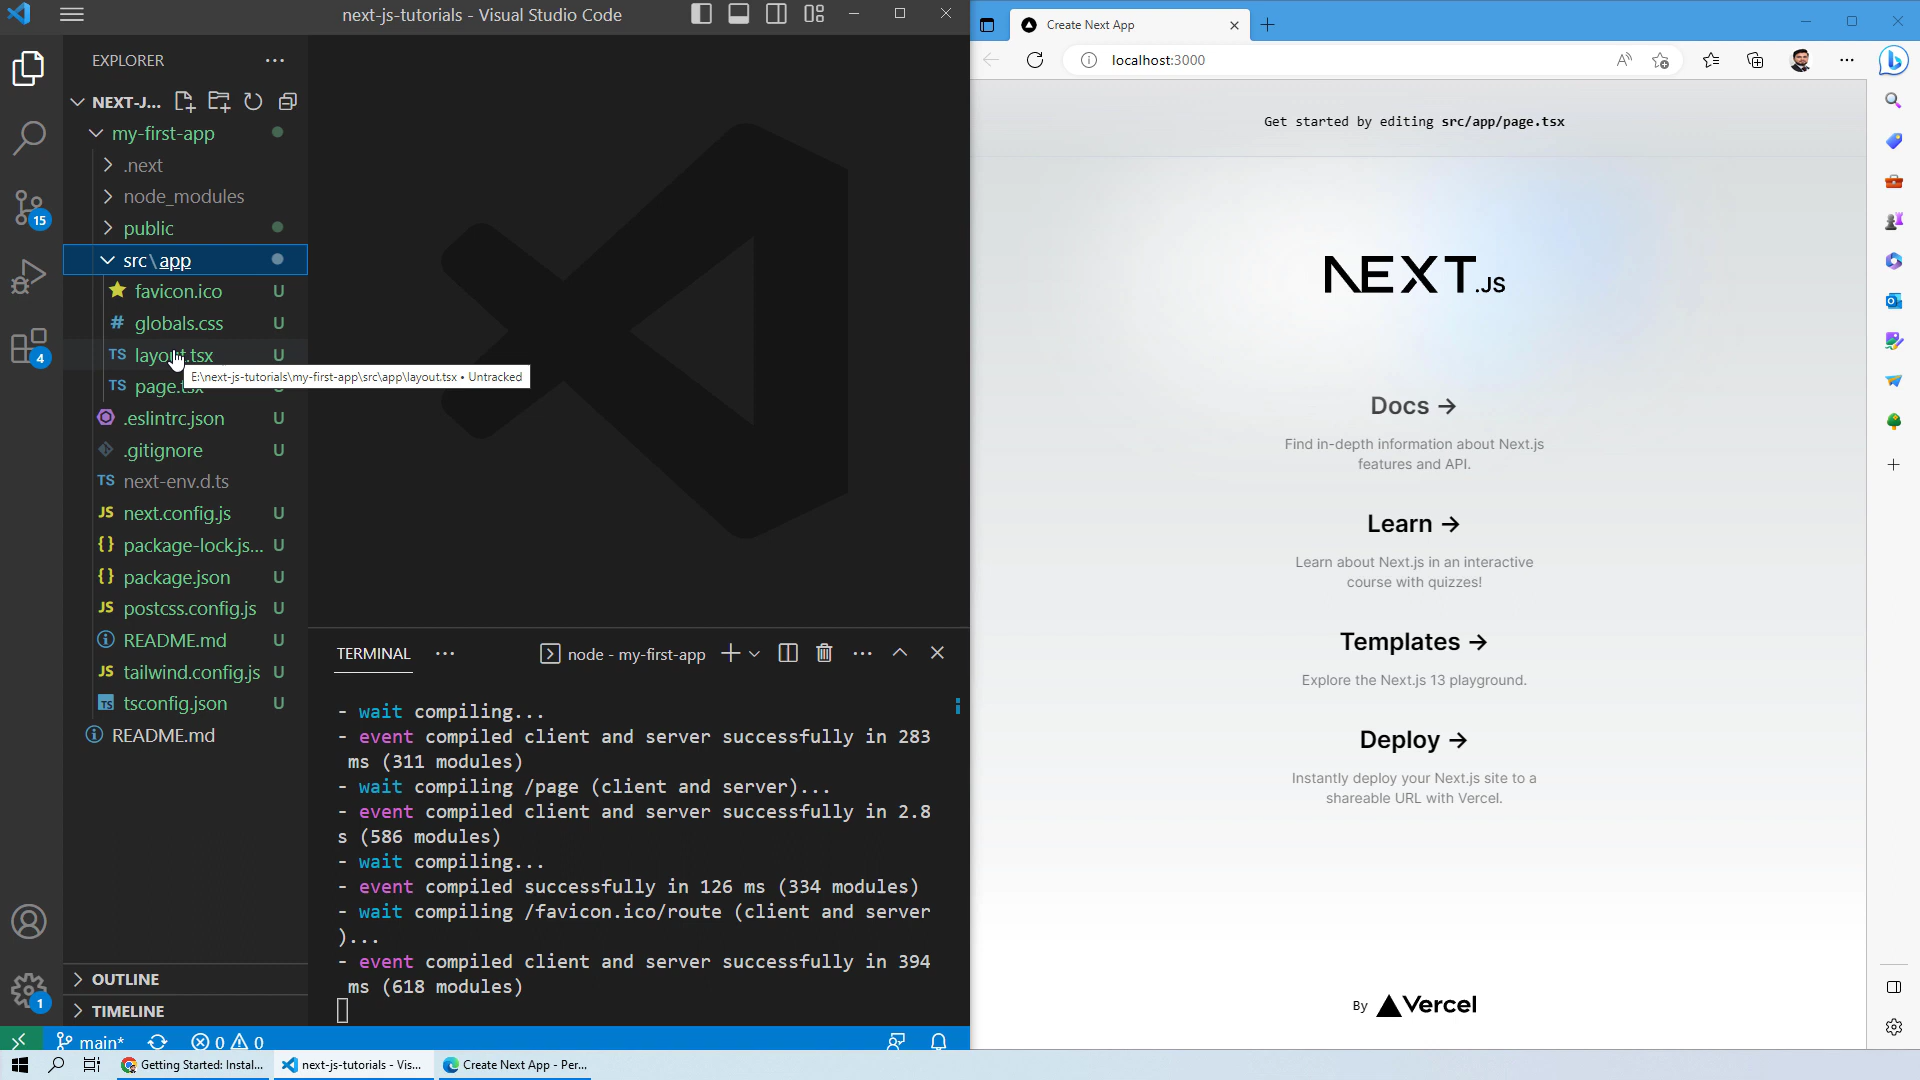 next-js-tutorials - Visual Studio Code
EXPLORER
NEXT-J...
my-first-app
.next
node_modules
public
src\app
favicon.ico U
globals.css U
layout.tsx U
E:\next-js-tutorials\my-first-app\src\app\layout.tsx • Untracked
page.tsx
.eslintrc.json U
.gitignore U
TS next-env.d.ts
JS next.config.js U
{} package-lock.js... U
{} package.json U
JS postcss.config.js U
README.md U
JS tailwind.config.js U
TS tsconfig.json U
README.md
15
4
1
OUTLINE
TIMELINE
main*
0 0
TERMINAL
node - my-first-app
- wait compiling...
- event compiled client and server successfully in 283
ms (311 modules)
- wait compiling /page (client and server)...
- event compiled client and server successfully in 2.8
s (586 modules)
- wait compiling...
- event compiled successfully in 126 ms (334 modules)
- wait compiling /favicon.ico/route (client and server
)...
- event compiled client and server successfully in 394
ms (618 modules)
Create Next App
localhost:3000
Get started by editing src/app/page.tsx
NEXT.JS
Docs →
Find in-depth information about Next.js
features and API.
Learn →
Learn about Next.js in an interactive
course with quizzes!
Templates →
Explore the Next.js 13 playground.
Deploy →
Instantly deploy your Next.js site to a
shareable URL with Vercel.
By Vercel
Getting Started: Instal...
next-js-tutorials - Vis...
Create Next App - Per...